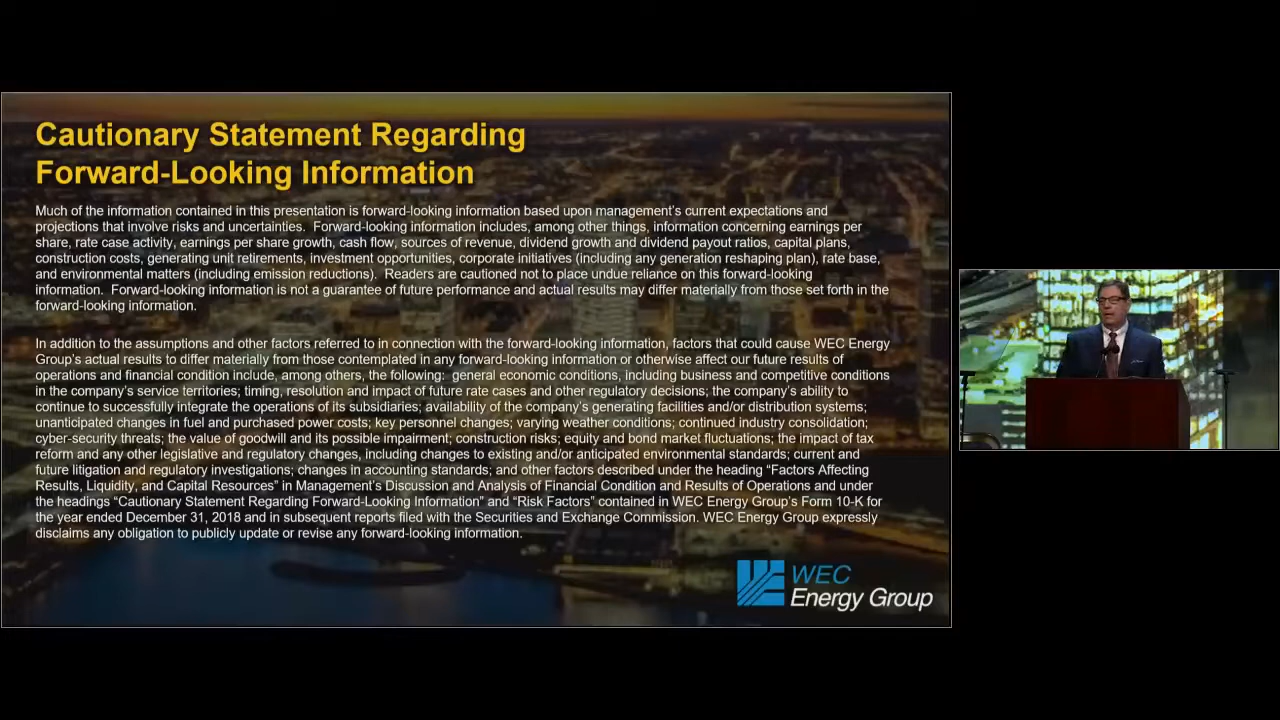 Cautionary Statement Regarding
Forward-Looking Information
Much of the information contained in this presentation is forward-looking information based upon management's current expectations and
projections that involve risks and uncertainties. Forward-looking information includes, among other things, information concerning earnings per
share, rate case activity, earnings per share growth, cash flow, sources of revenue, dividend growth and dividend payout ratios, capital plans,
construction costs, generating unit retirements, investment opportunities, corporate initiatives (including any generation reshaping plan), rate base,
and environmental matters (including emission reductions). Readers are cautioned not to place undue reliance on this forward-looking
information. Forward-looking information is not a guarantee of future performance and actual results may differ materially from those set forth in the
forward-looking information.
In addition to the assumptions and other factors referred to in connection with the forward-looking information, factors that could cause WEC Energy
Group's actual results to differ materially from those contemplated in any forward-looking information or otherwise affect our future results of
operations and financial condition include, among others, the following: general economic conditions, including business and competitive conditions
in the company's service territories; timing, resolution and impact of future rate cases and other regulatory decisions; the company's ability to
continue to successfully integrate the operations of its subsidiaries; availability of the company's generating facilities and/or distribution systems;
unanticipated changes in fuel and purchased power costs; key personnel changes; varying weather conditions; continued industry consolidation;
cyber-security threats; the value of goodwill and its possible impairment; construction risks; equity and bond market fluctuations; the impact of tax
reform and any other legislative and regulatory changes, including changes to existing and/or anticipated environmental standards; current and
future litigation and regulatory investigations; changes in accounting standards; and other factors described under the heading “Factors Affecting
Results, Liquidity, and Capital Resources” in Management's Discussion and Analysis of Financial Condition and Results of Operations and under
the headings “Cautionary Statement Regarding Forward-Looking Information” and “Risk Factors” contained in WEC Energy Group's Form 10-K for
the year ended December 31, 2018 and in subsequent reports filed with the Securities and Exchange Commission. WEC Energy Group expressly
disclaims any obligation to publicly update or revise any forward-looking information.
WEC
Energy Group